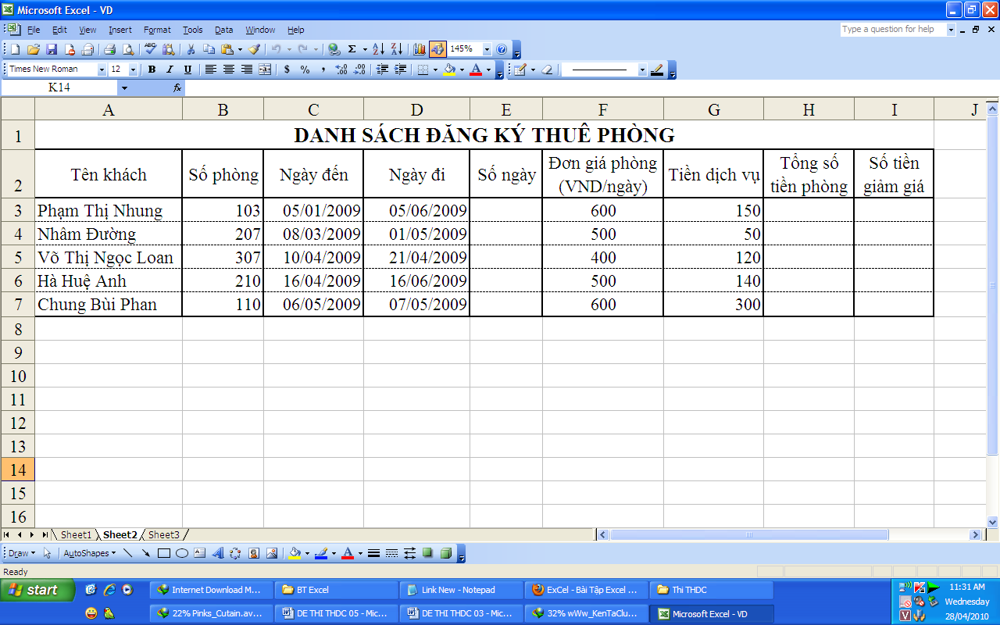 Microsoft Excel - VD
File Edit View Insert Format Tools Data Window Help
Type a question for help
145%
Times New Roman 12 B I U $ % ,
K14 fx
A B C D E F G H I J
1 DANH SÁCH ĐĂNG KÝ THUÊ PHÒNG
2 Tên khách Số phòng Ngày đến Ngày đi Số ngày Đơn giá phòng (VND/ngày) Tiền dịch vụ Tổng số tiền phòng Số tiền giảm giá
3 Phạm Thị Nhung 103 05/01/2009 05/06/2009 600 150
4 Nhâm Đường 207 08/03/2009 01/05/2009 500 50
5 Võ Thị Ngọc Loan 307 10/04/2009 21/04/2009 400 120
6 Hà Huệ Anh 210 16/04/2009 16/06/2009 500 140
7 Chung Bùi Phan 110 06/05/2009 07/05/2009 600 300
8
9
10
11
12
13
14
15
16
Sheet1 Sheet2 Sheet3
Draw AutoShapes
Ready
start Internet Download M... BT Excel Link New - Notepad ExCel - Bài Tập Excel ... Thi THDC 11:31 AM
Wednesday
22% Pinks_Cutain.av... DE THI THDC 05 - Mic... DE THI THDC 03 - Mic... 32% wWw_KenTaClu... Microsoft Excel - VD 28/04/2010